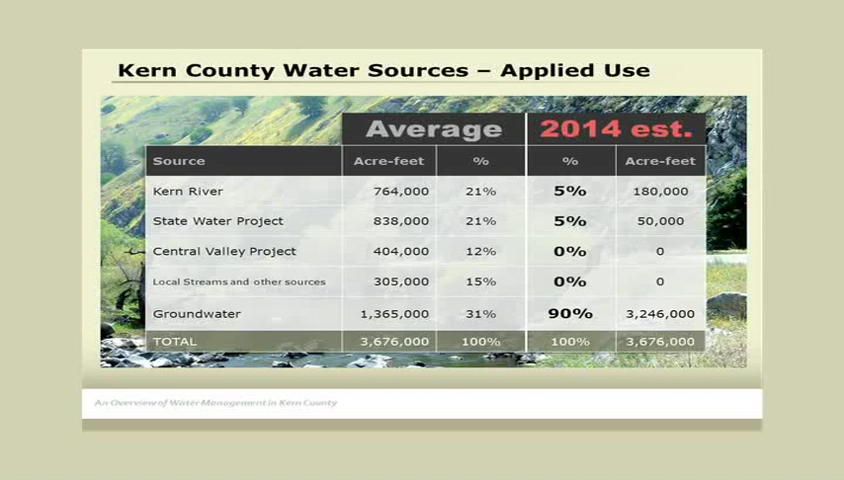 Kern County Water Sources – Applied Use
Average 2014 est.
Source Acre-feet % % Acre-feet
Kern River 764,000 21% 5% 180,000
State Water Project 838,000 21% 5% 50,000
Central Valley Project 404,000 12% 0% 0
Local Streams and other sources 305,000 15% 0% 0
Groundwater 1,365,000 31% 90% 3,246,000
TOTAL 3,676,000 100% 100% 3,676,000
An Overview of Water Management in Kern County